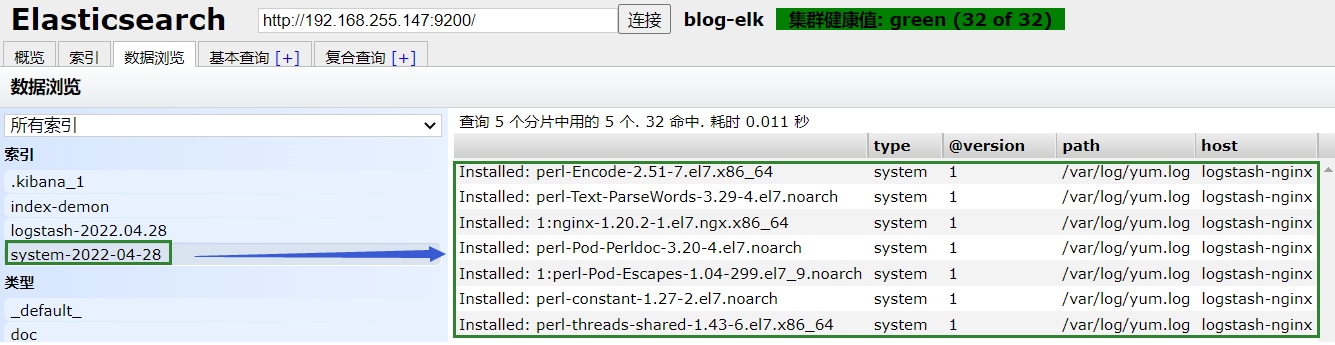 Elasticsearch http://192.168.255.147:9200/ 连接 blog-elk 集群健康值: green (32 of 32)
概览 索引 数据浏览 基本查询 [+] 复合查询 [+]
数据浏览
所有索引
索引
.kibana_1
index-demon
logstash-2022.04.28
system-2022-04-28
类型
_default_
doc
查询 5 个分片中用的 5 个. 32 命中. 耗时 0.011 秒
type @version path host
Installed: perl-Encode-2.51-7.el7.x86_64 system 1 /var/log/yum.log logstash-nginx
Installed: perl-Text-ParseWords-3.29-4.el7.noarch system 1 /var/log/yum.log logstash-nginx
Installed: 1:nginx-1.20.2-1.el7.ngx.x86_64 system 1 /var/log/yum.log logstash-nginx
Installed: perl-Pod-Perldoc-3.20-4.el7.noarch system 1 /var/log/yum.log logstash-nginx
Installed: 1:perl-Pod-Escapes-1.04-299.el7_9.noarch system 1 /var/log/yum.log logstash-nginx
Installed: perl-constant-1.27-2.el7.noarch system 1 /var/log/yum.log logstash-nginx
Installed: perl-threads-shared-1.43-6.el7.x86_64 system 1 /var/log/yum.log logstash-nginx